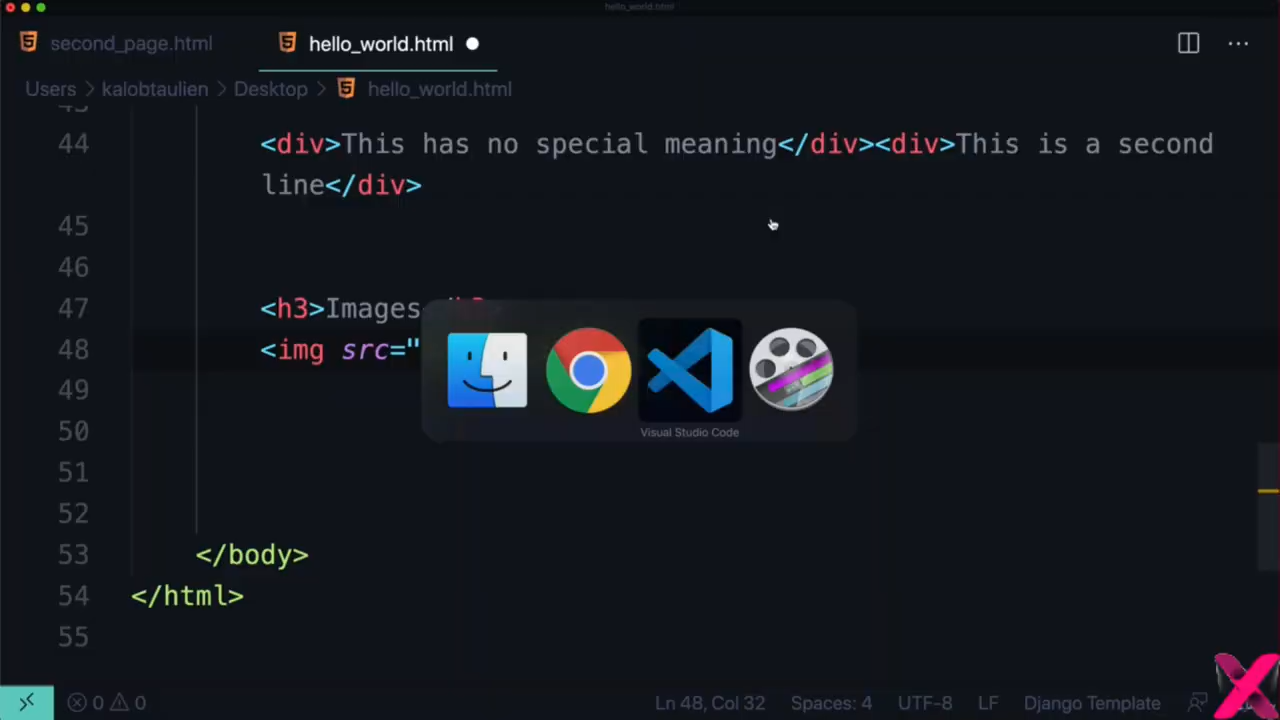 hello_world.html
second_page.html
hello_world.html
Users > kalobtaulien > Desktop > hello_world.html
44 <div>This has no special meaning</div><div>This is a second
line</div>
45
46
47 <h3>Images
48 <img src="
49
Visual Studio Code
50
51
52
53 </body>
54 </html>
55
0 0 Ln 48, Col 32 Spaces: 4 UTF-8 LF Django Template